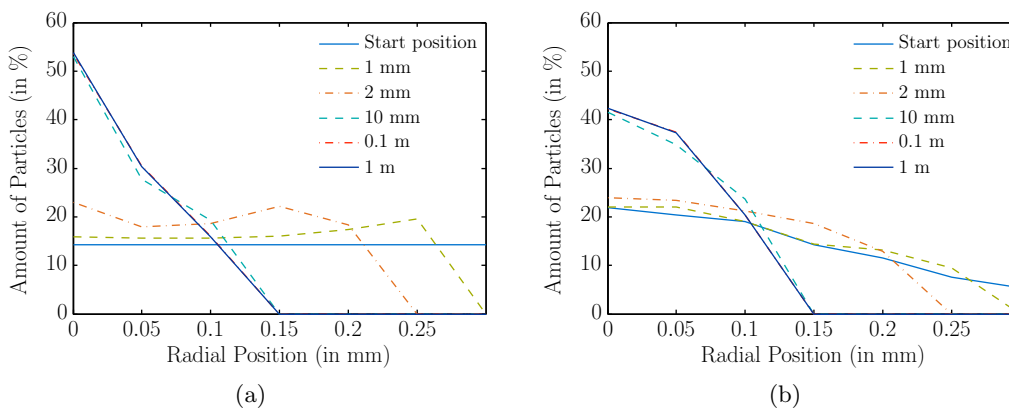 60
50
40
30
20
10
0
Amount of Particles (in %)
Start position
1 mm
2 mm
10 mm
0.1 m
1 m
0 0.05 0.1 0.15 0.2 0.25
Radial Position (in mm)
(a)
60
50
40
30
20
10
0
Amount of Particles (in %)
Start position
1 mm
2 mm
10 mm
0.1 m
1 m
0 0.05 0.1 0.15 0.2 0.25
Radial Position (in mm)
(b)